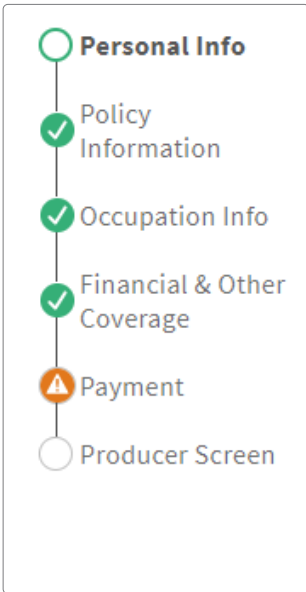 Personal Info
Policy
Information
Occupation Info
Financial & Other
Coverage
Payment
Producer Screen